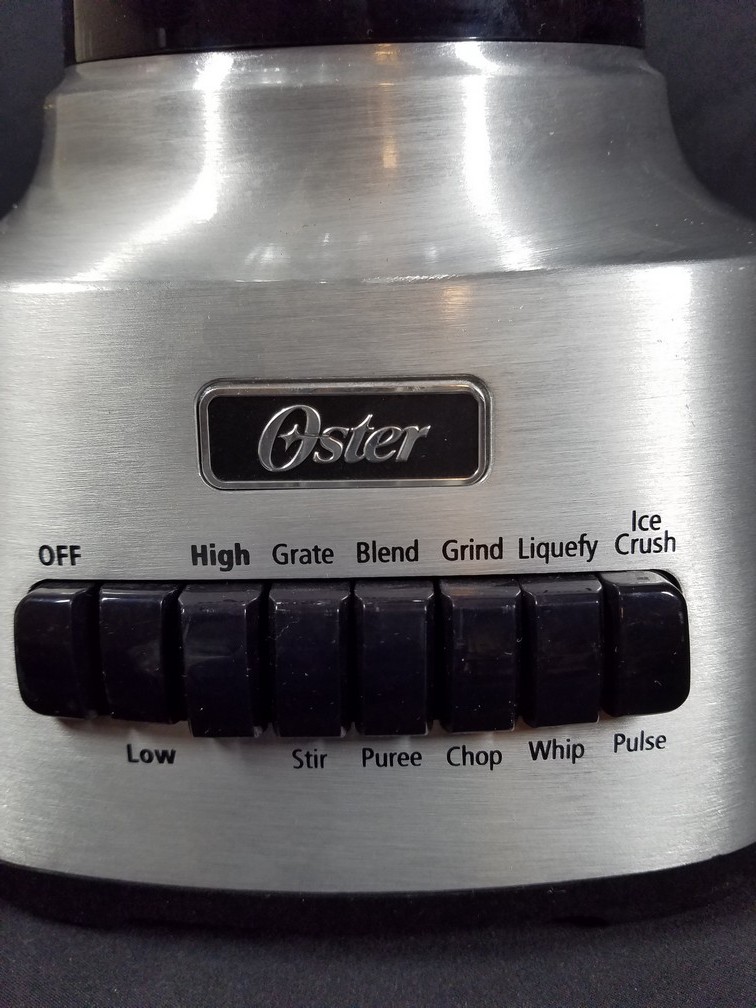 Oster
Ice
OFF High Grate Blend Grind Liquefy Crush
Low Stir Puree Chop Whip Pulse